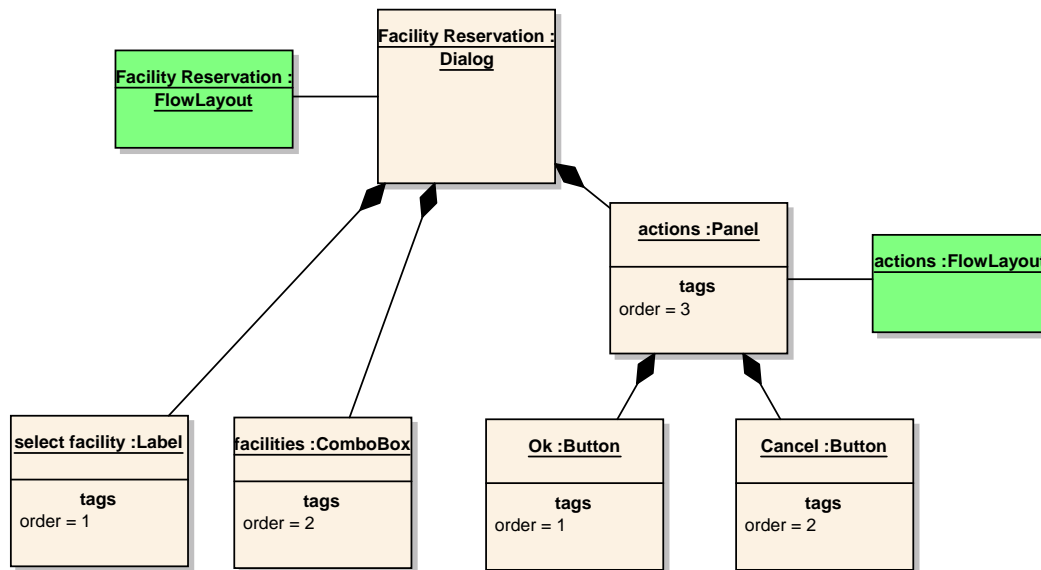 Facility Reservation :
Dialog
Facility Reservation :
FlowLayout
actions :Panel
tags
order = 3
actions :FlowLayout
select facility :Label
tags
order = 1
facilities :ComboBox
tags
order = 2
Ok :Button
tags
order = 1
Cancel :Button
tags
order = 2